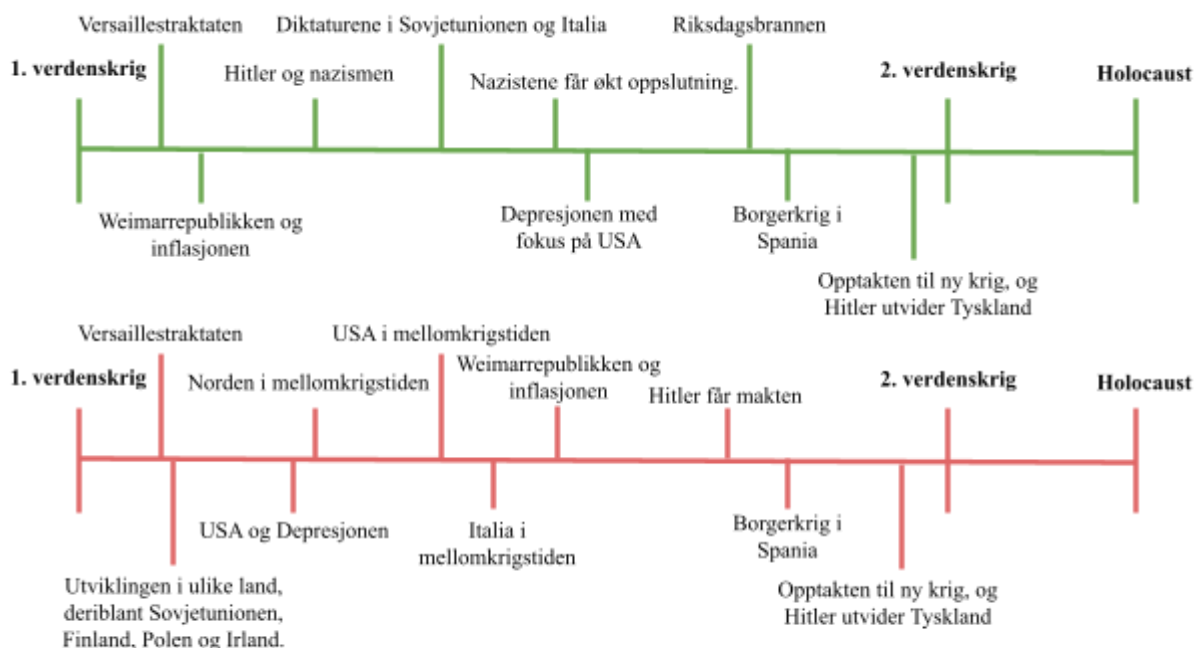 Versaillestraktaten
Diktaturene i Sovjetunionen og Italia
Riksdagsbrannen
1. verdenskrig
Hitler og nazismen
Nazistene får økt oppslutning.
2. verdenskrig
Holocaust
Weimarrepublikken og
inflasjonen
Depresjonen med
fokus på USA
Borgerkrig i
Spania
Opptakten til ny krig, og
Hitler utvider Tyskland
Versaillestraktaten
USA i mellomkrigstiden
1. verdenskrig
Norden i mellomkrigstiden
Weimarrepublikken og
inflasjonen
Hitler får makten
2. verdenskrig
Holocaust
USA og Depresjonen
Italia i
mellomkrigstiden
Borgerkrig i
Spania
Utviklingen i ulike land,
deriblant Sovjetunionen,
Finland, Polen og Irland.
Opptakten til ny krig, og
Hitler utvider Tyskland